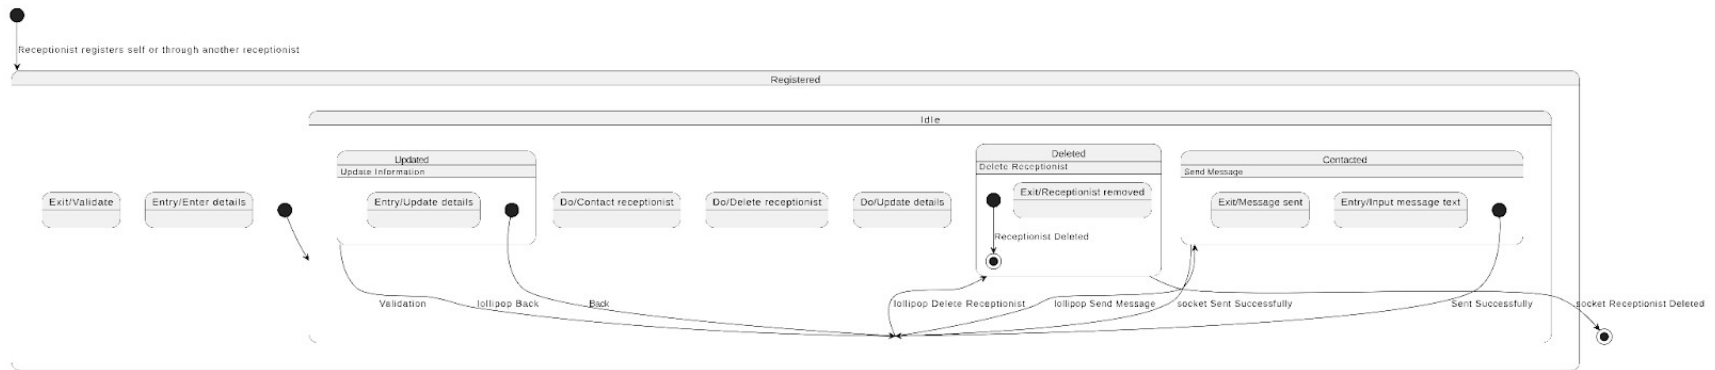 Receptionist registers self or through another receptionist
Registered
Idle
Updated
Update Information
Deleted
Delete Receptionist
Contacted
Send Message
Exit/Validate
Entry/Enter details
Entry/Update details
Do/Contact receptionist
Do/Delete receptionist
Do/Update details
Exit/Receptionist removed
Exit/Message sent
Entry/Input message text
Receptionist Deleted
Validation
lollipop Back
Back
lollipop Delete Receptionist
lollipop Send Message
socket Sent Successfully
Sent Successfully
socket Receptionist Deleted